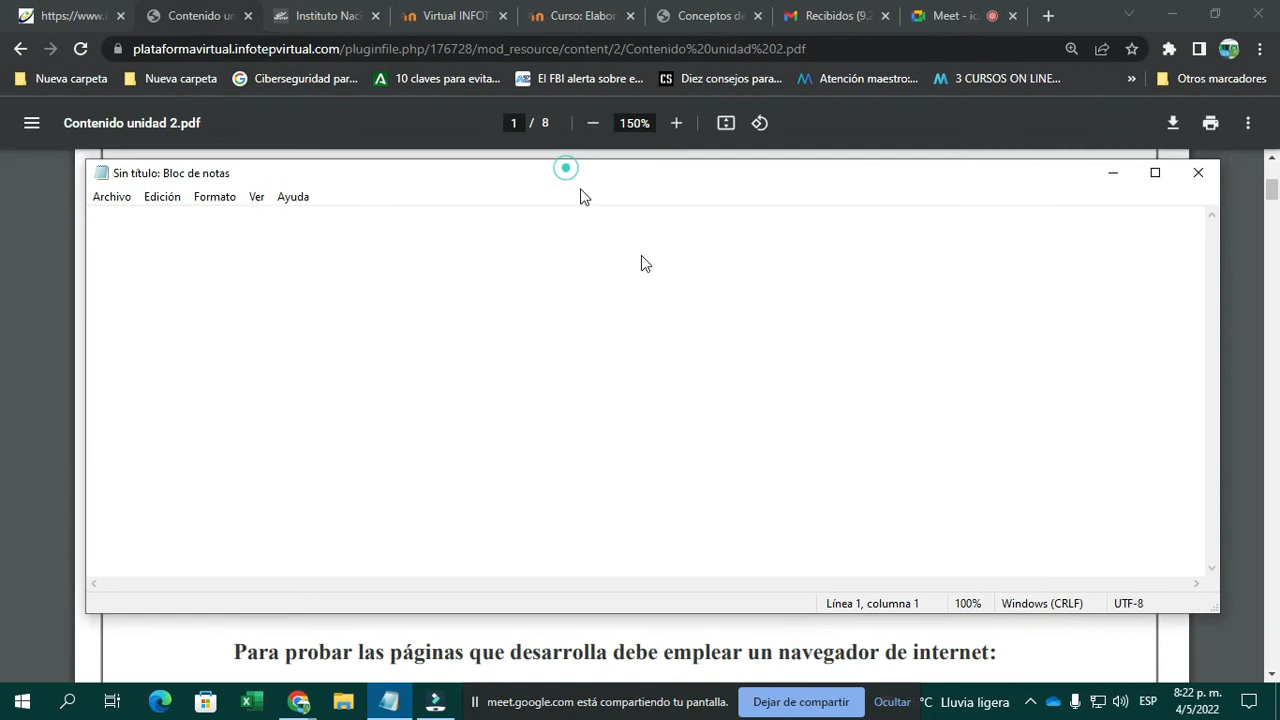 https://www.i
Contenido un
Instituto Naci
Virtual INFOT
Curso: Elabor
Conceptos de
Recibidos (9.2
Meet - ic
plataformavirtual.infotepvirtual.com/pluginfile.php/176728/mod_resource/content/2/Contenido%20unidad%202.pdf
Nueva carpeta
Nueva carpeta
Ciberseguridad par...
10 claves para evita...
El FBI alerta sobre e...
Diez consejos para...
Atención maestro:...
3 CURSOS ON LINE...
»
Otros marcadores
Contenido unidad 2.pdf
1 / 8
150%
Sin título: Bloc de notas
Archivo Edición Formato Ver Ayuda
Línea 1, columna 1
100%
Windows (CRLF)
UTF-8
Para probar las páginas que desarrolla debe emplear un navegador de internet:
meet.google.com está compartiendo tu pantalla.
Dejar de compartir
Ocultar
°C Lluvia ligera
ESP
8:22 p. m.
4/5/2022